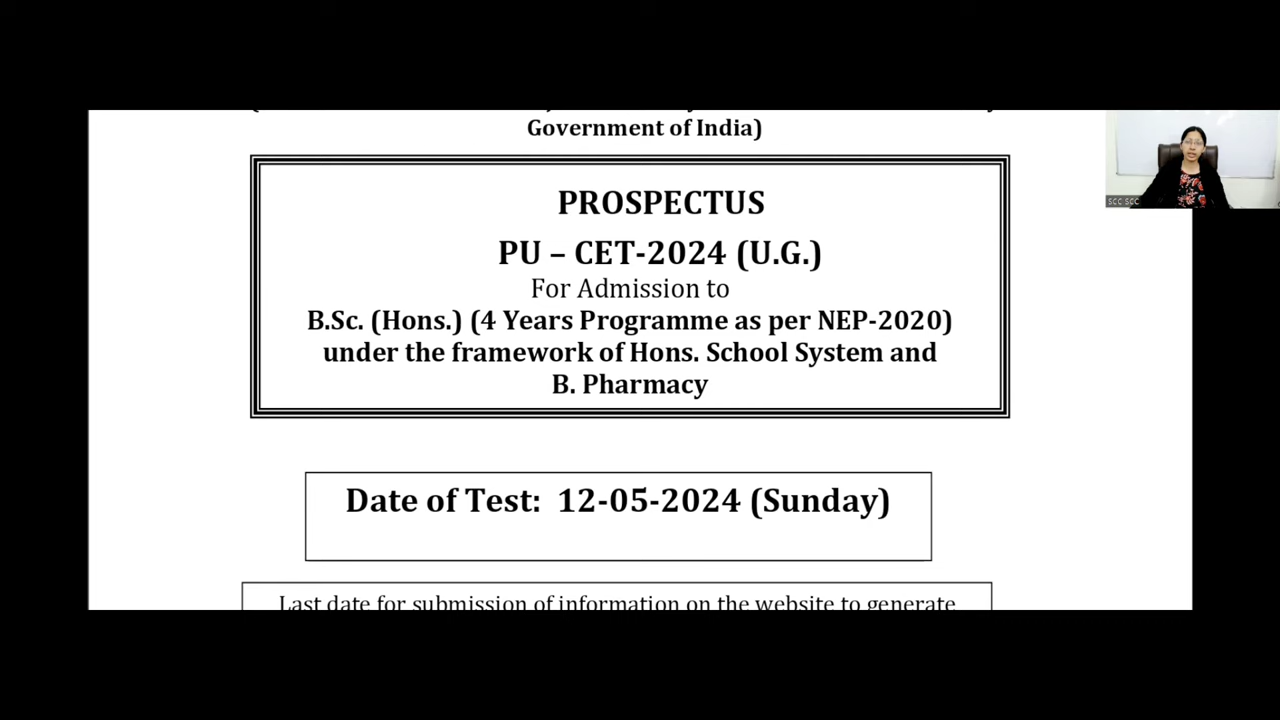 Government of India)
PROSPECTUS
PU – CET-2024 (U.G.)
For Admission to
B.Sc. (Hons.) (4 Years Programme as per NEP-2020)
under the framework of Hons. School System and
B. Pharmacy
Date of Test: 12-05-2024 (Sunday)
Last date for submission of information on the website to generate
SCC SCC